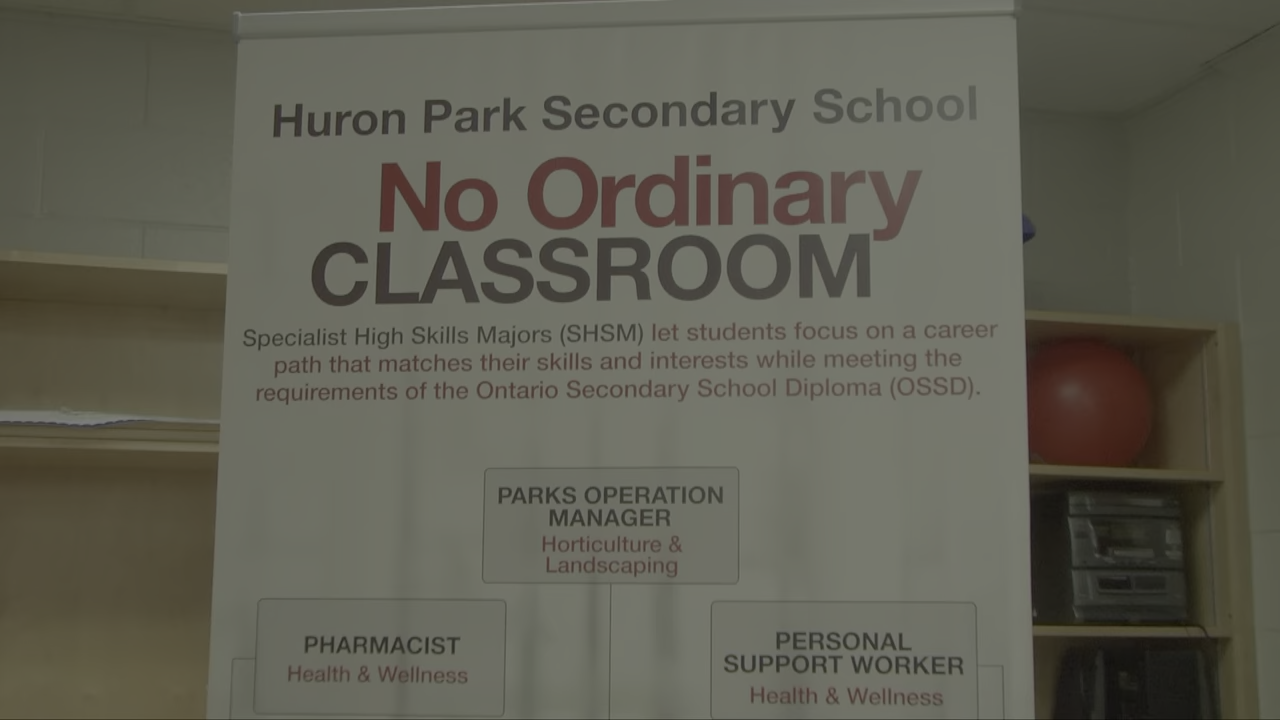 Huron Park Secondary School
No Ordinary
CLASSROOM
Specialist High Skills Majors (SHSM) let students focus on a career
path that matches their skills and interests while meeting the
requirements of the Ontario Secondary School Diploma (OSSD).
PARKS OPERATION
MANAGER
Horticulture &
Landscaping
PHARMACIST
Health & Wellness
PERSONAL
SUPPORT WORKER
Health & Wellness